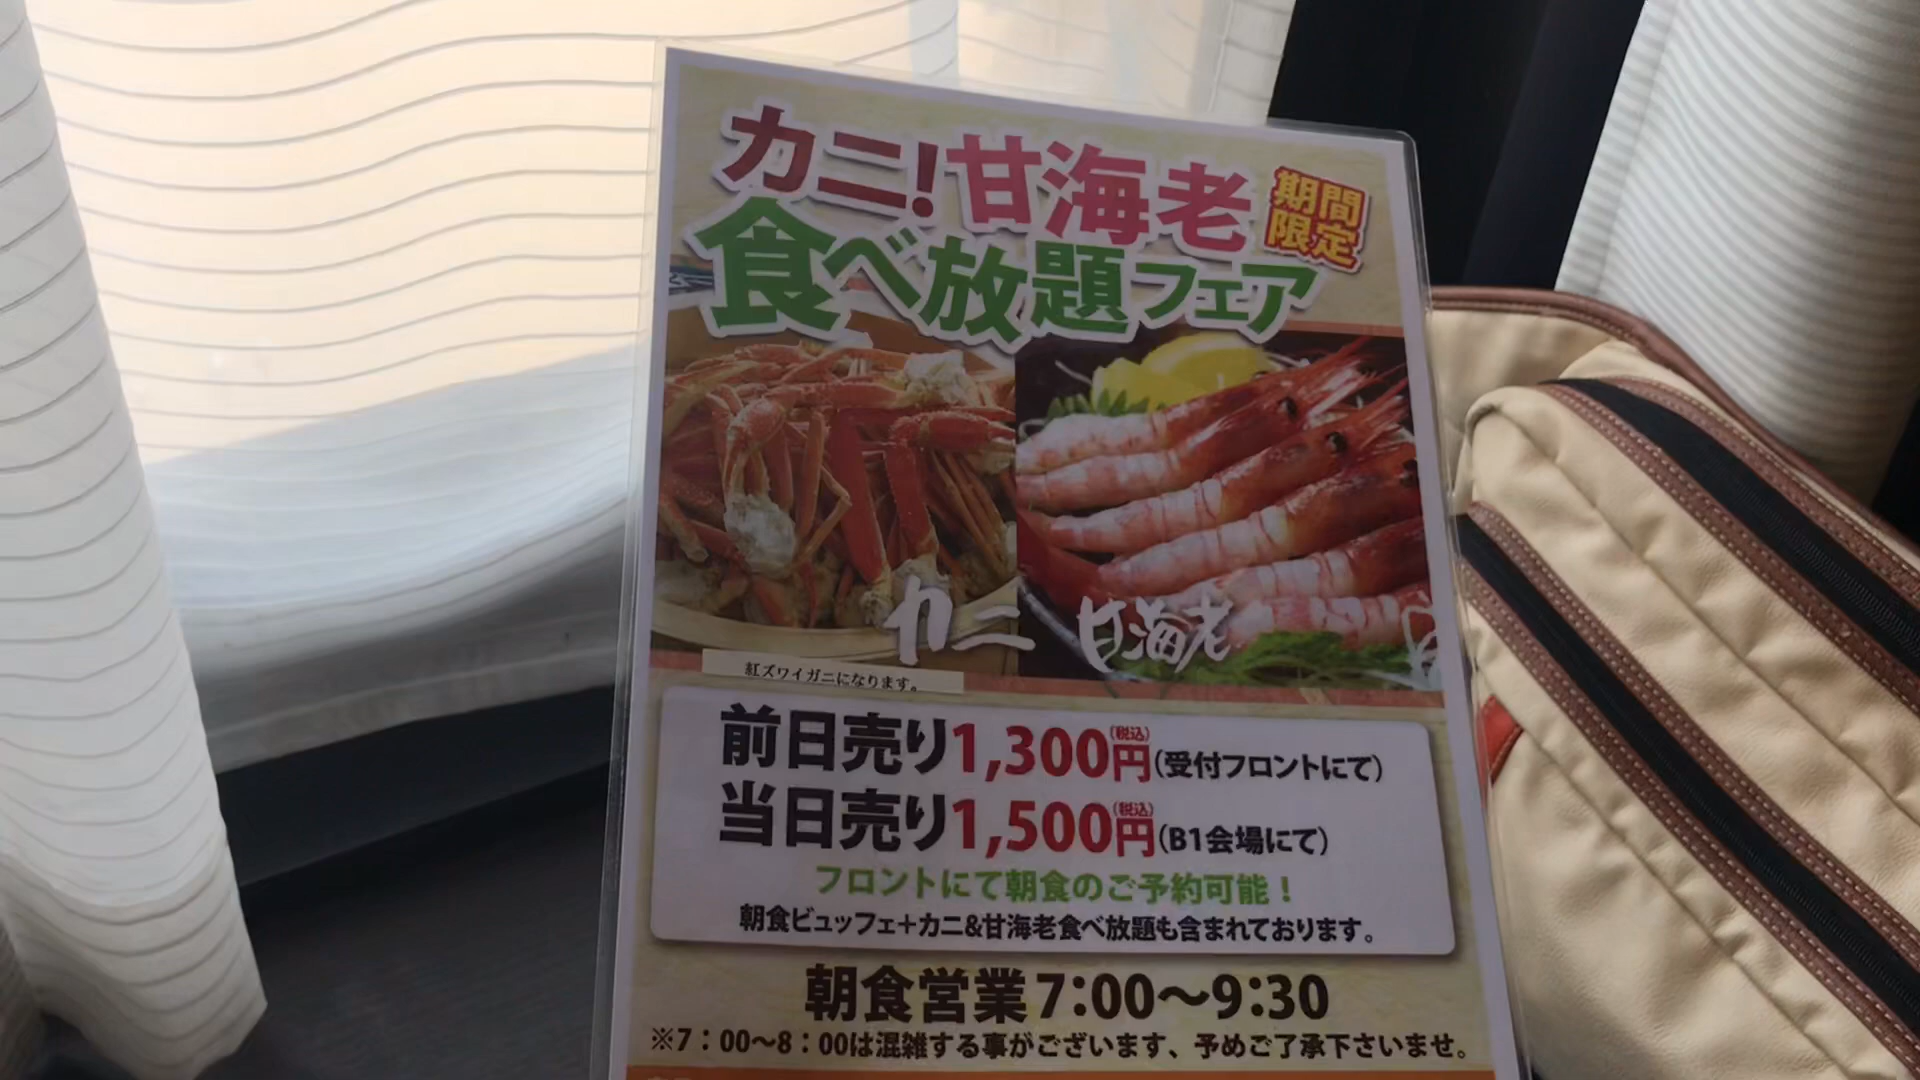 カニ!甘海老
期間
限定
食べ放題フェア
カニ
甘海老
紅ズワイガニになります。
前日売り1,300円(税込)(受付フロントにて)
当日売り1,500円(税込)(B1会場にて)
フロントにて朝食のご予約可能！
朝食ビュッフェ+カニ&甘海老食べ放題も含まれております。
朝食営業7:00〜9:30
※7：00〜8：00は混雑する事がございます、予めご了承下さいませ。